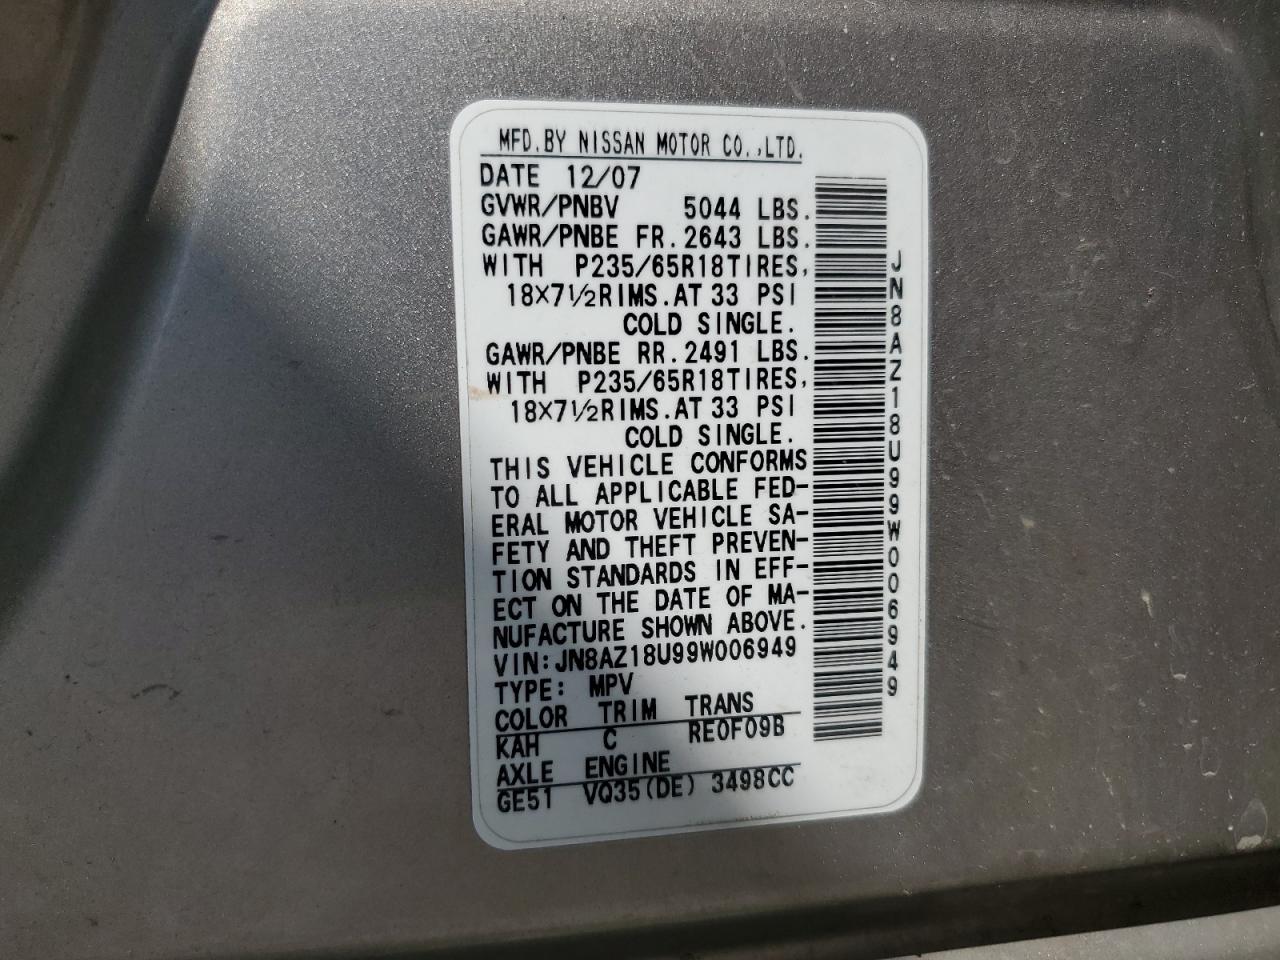 MFD.BY NISSAN MOTOR CO.,LTD.
DATE 12/07
GVWR/PNBV 5044 LBS.
GAWR/PNBE FR.2643 LBS.
WITH P235/65R18TIRES,
18×7½RIMS.AT 33 PSI
COLD SINGLE.
GAWR/PNBE RR.2491 LBS.
WITH P235/65R18TIRES,
18×7½RIMS.AT 33 PSI
COLD SINGLE.
THIS VEHICLE CONFORMS
TO ALL APPLICABLE FED-
ERAL MOTOR VEHICLE SA-
FETY AND THEFT PREVEN-
TION STANDARDS IN EFF-
ECT ON THE DATE OF MA-
NUFACTURE SHOWN ABOVE.
VIN:JN8AZ18U99W006949
TYPE: MPV
COLOR TRIM TRANS
KAH C RE0F09B
AXLE ENGINE
GE51 VQ35(DE) 3498CC
JN8AZ18U99W006949